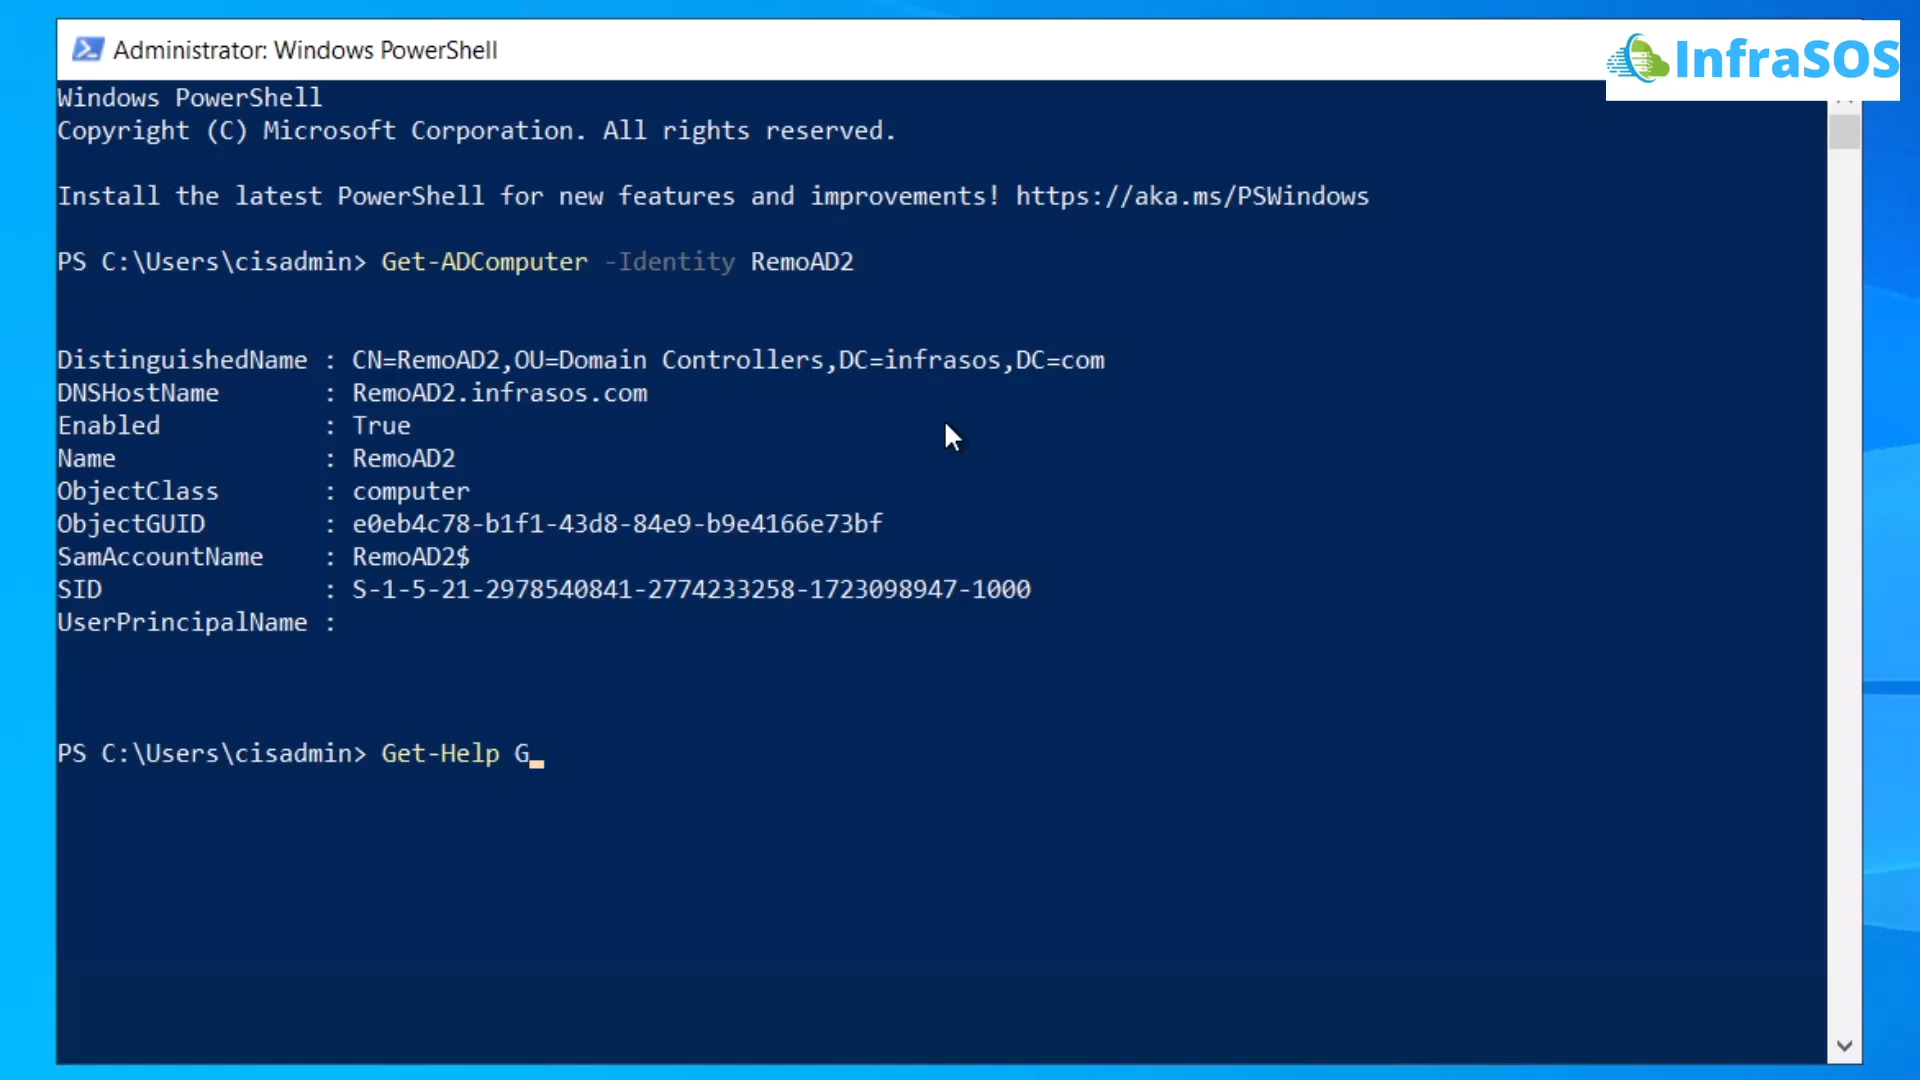 Administrator: Windows PowerShell
InfraSOS
Windows PowerShell
Copyright (C) Microsoft Corporation. All rights reserved.
Install the latest PowerShell for new features and improvements! https://aka.ms/PSWindows
PS C:\Users\cisadmin> Get-ADComputer -Identity RemoAD2
DistinguishedName : CN=RemoAD2,OU=Domain Controllers,DC=infrasos,DC=com
DNSHostName       : RemoAD2.infrasos.com
Enabled           : True
Name              : RemoAD2
ObjectClass       : computer
ObjectGUID        : e0eb4c78-b1f1-43d8-84e9-b9e4166e73bf
SamAccountName    : RemoAD2$
SID               : S-1-5-21-2978540841-2774233258-1723098947-1000
UserPrincipalName :
PS C:\Users\cisadmin> Get-Help G_